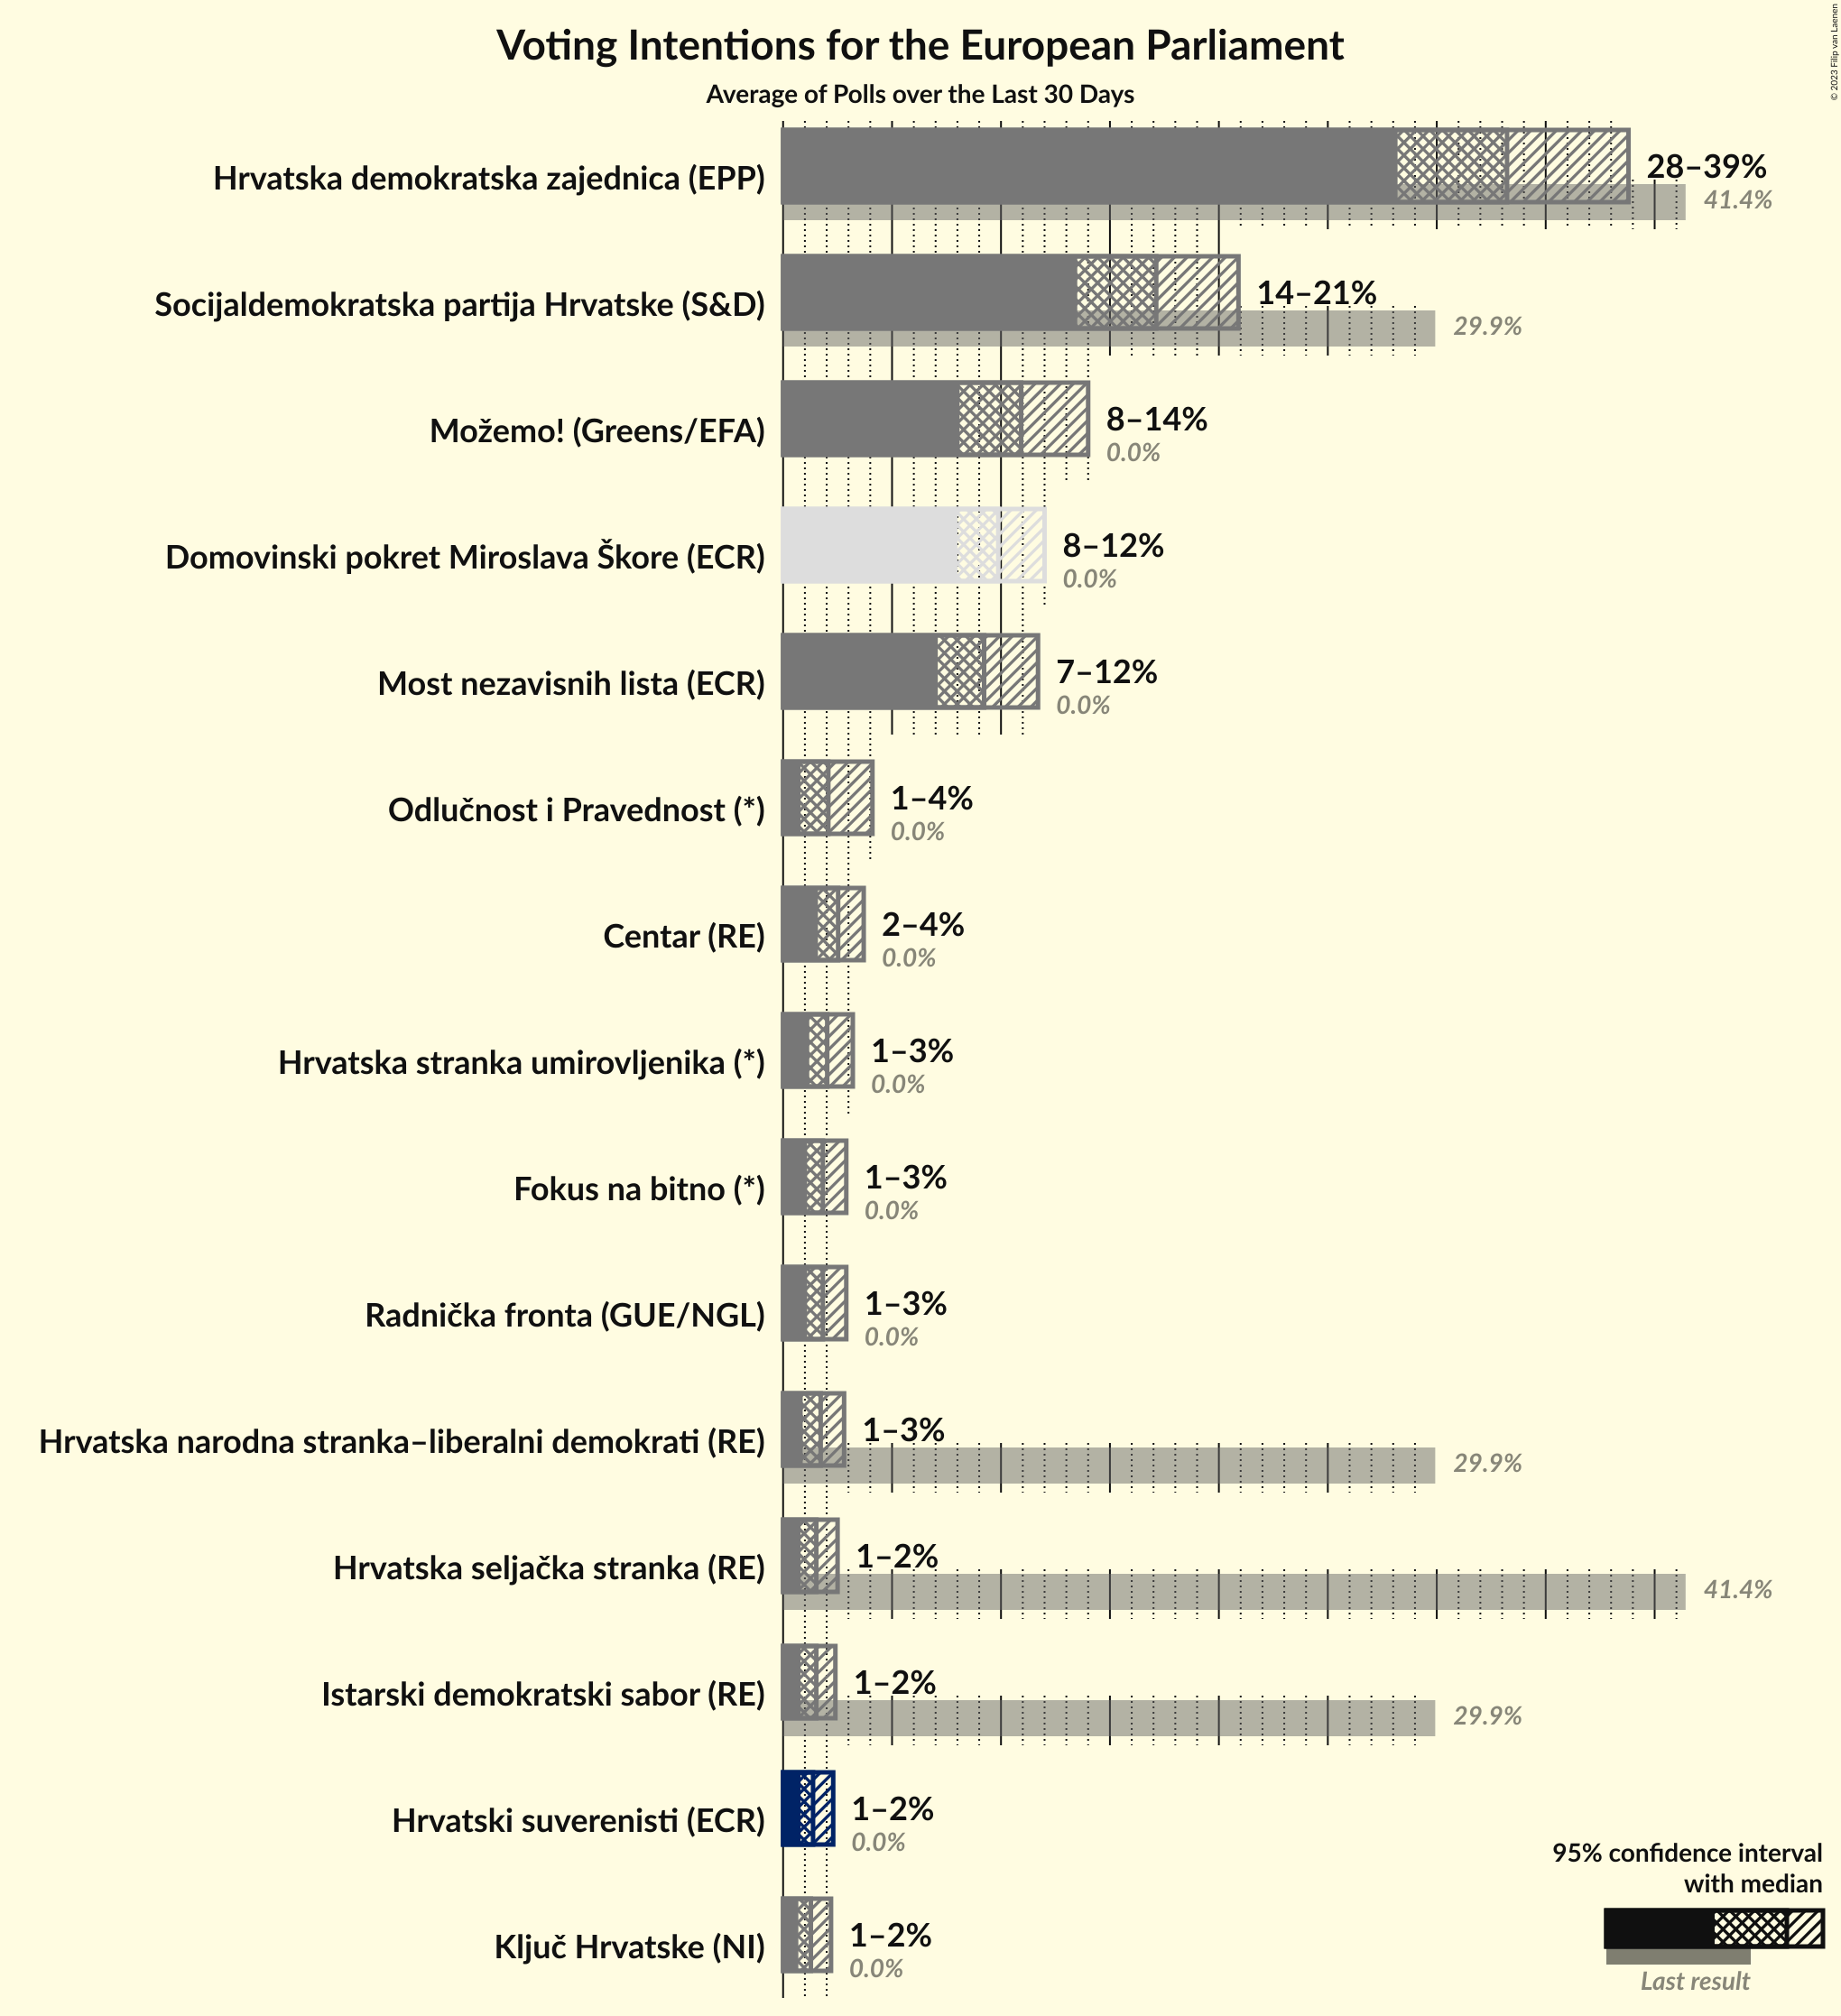 Voting Intentions for the European Parliament
Average of Polls over the Last 30 Days
© 2023 Filip van Laenen
Hrvatska demokratska zajednica (EPP)
28–39%
41.4%
Socijaldemokratska partija Hrvatske (S&D)
14–21%
29.9%
Možemo! (Greens/EFA)
8–14%
0.0%
Domovinski pokret Miroslava Škore (ECR)
8–12%
0.0%
Most nezavisnih lista (ECR)
7–12%
0.0%
Odlučnost i Pravednost (*)
1–4%
0.0%
Centar (RE)
2–4%
0.0%
Hrvatska stranka umirovljenika (*)
1–3%
0.0%
Fokus na bitno (*)
1–3%
0.0%
Radnička fronta (GUE/NGL)
1–3%
0.0%
Hrvatska narodna stranka–liberalni demokrati (RE)
1–3%
29.9%
Hrvatska seljačka stranka (RE)
1–2%
41.4%
Istarski demokratski sabor (RE)
1–2%
29.9%
Hrvatski suverenisti (ECR)
1–2%
0.0%
Ključ Hrvatske (NI)
1–2%
0.0%
95% confidence interval
with median
Last result